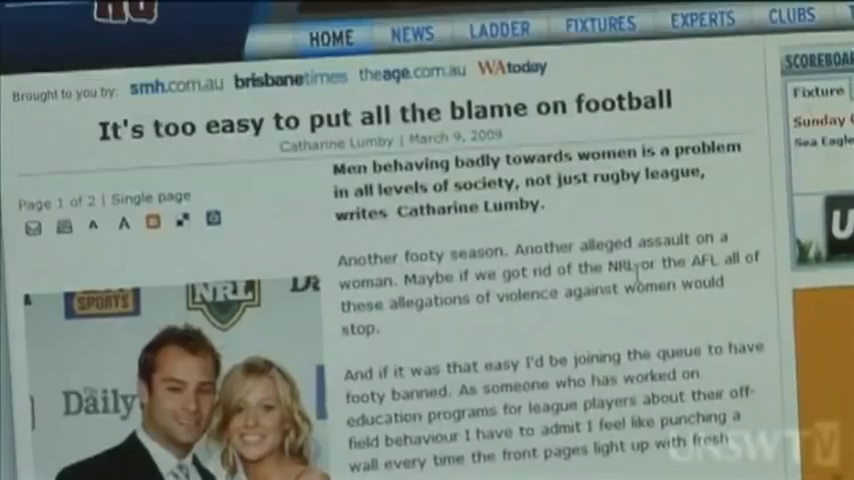 HOME NEWS LADDER FIXTURES EXPERTS CLUBS
Brought to you by: smh.com.au brisbanetimes theage.com.au WAtoday
It's too easy to put all the blame on football
Catharine Lumby | March 9, 2009
SCOREBOAR
Fixture
Sunday
Sea Eagle
Page 1 of 2 | Single page
A A
Men behaving badly towards women is a problem
in all levels of society, not just rugby league,
writes Catharine Lumby.
Another footy season. Another alleged assault on a
woman. Maybe if we got rid of the NRL or the AFL all of
these allegations of violence against women would
stop.
And if it was that easy I'd be joining the queue to have
footy banned. As someone who has worked on
education programs for league players about their off-
field behaviour I have to admit I feel like punching a
wall every time the front pages light up with fresh
SPORTS
NRL
The Daily
UNSWTV